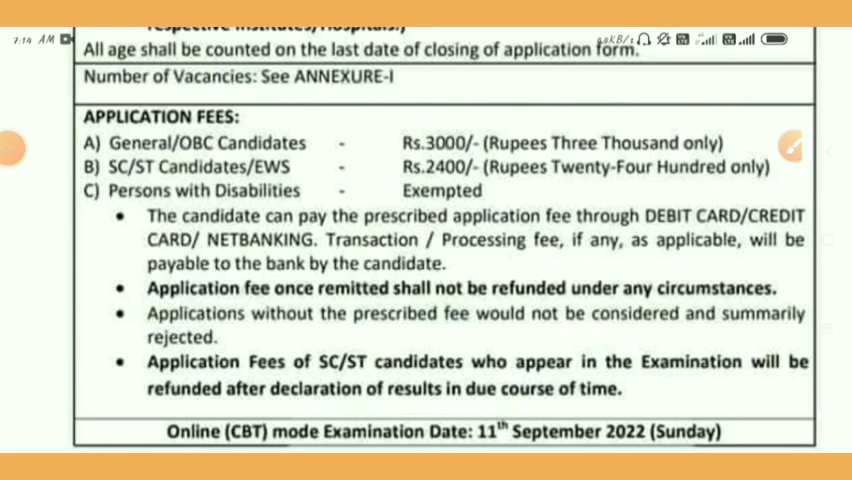 respective Institutes/Hospitals.)
7:14 AM
All age shall be counted on the last date of closing of application form.
Number of Vacancies: See ANNEXURE-I
APPLICATION FEES:
A) General/OBC Candidates - Rs.3000/- (Rupees Three Thousand only)
B) SC/ST Candidates/EWS - Rs.2400/- (Rupees Twenty-Four Hundred only)
C) Persons with Disabilities - Exempted
• The candidate can pay the prescribed application fee through DEBIT CARD/CREDIT
CARD/ NETBANKING. Transaction / Processing fee, if any, as applicable, will be
payable to the bank by the candidate.
• Application fee once remitted shall not be refunded under any circumstances.
• Applications without the prescribed fee would not be considered and summarily
rejected.
• Application Fees of SC/ST candidates who appear in the Examination will be
refunded after declaration of results in due course of time.
Online (CBT) mode Examination Date: 11th September 2022 (Sunday)